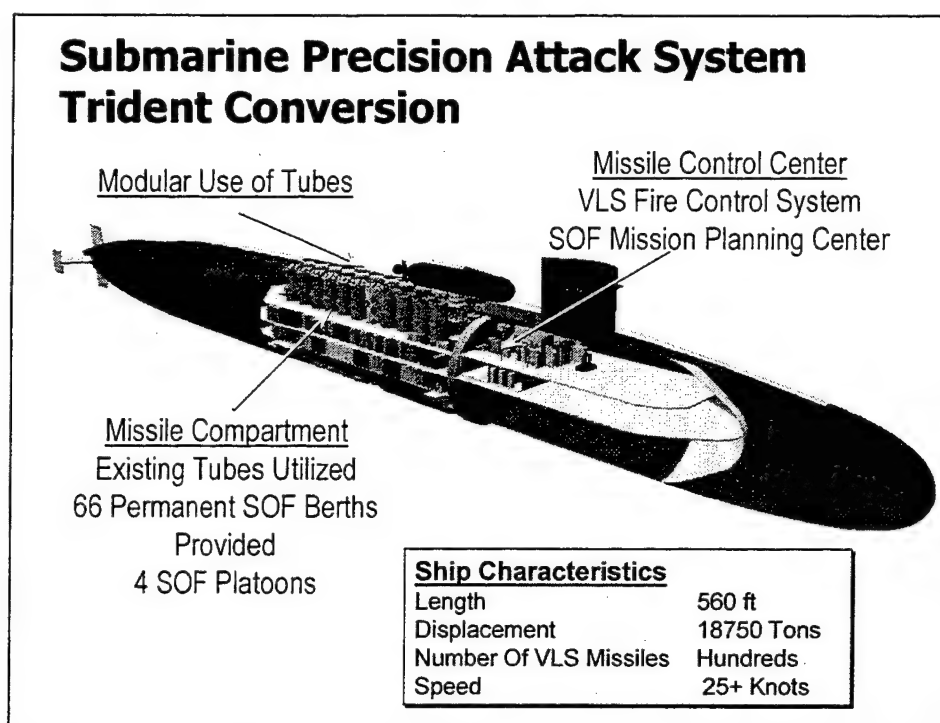 Submarine Precision Attack System
Trident Conversion
Modular Use of Tubes
Missile Control Center
VLS Fire Control System
SOF Mission Planning Center
Missile Compartment
Existing Tubes Utilized
66 Permanent SOF Berths
Provided
4 SOF Platoons
Ship Characteristics
Length 560 ft
Displacement 18750 Tons
Number Of VLS Missiles Hundreds
Speed 25+ Knots